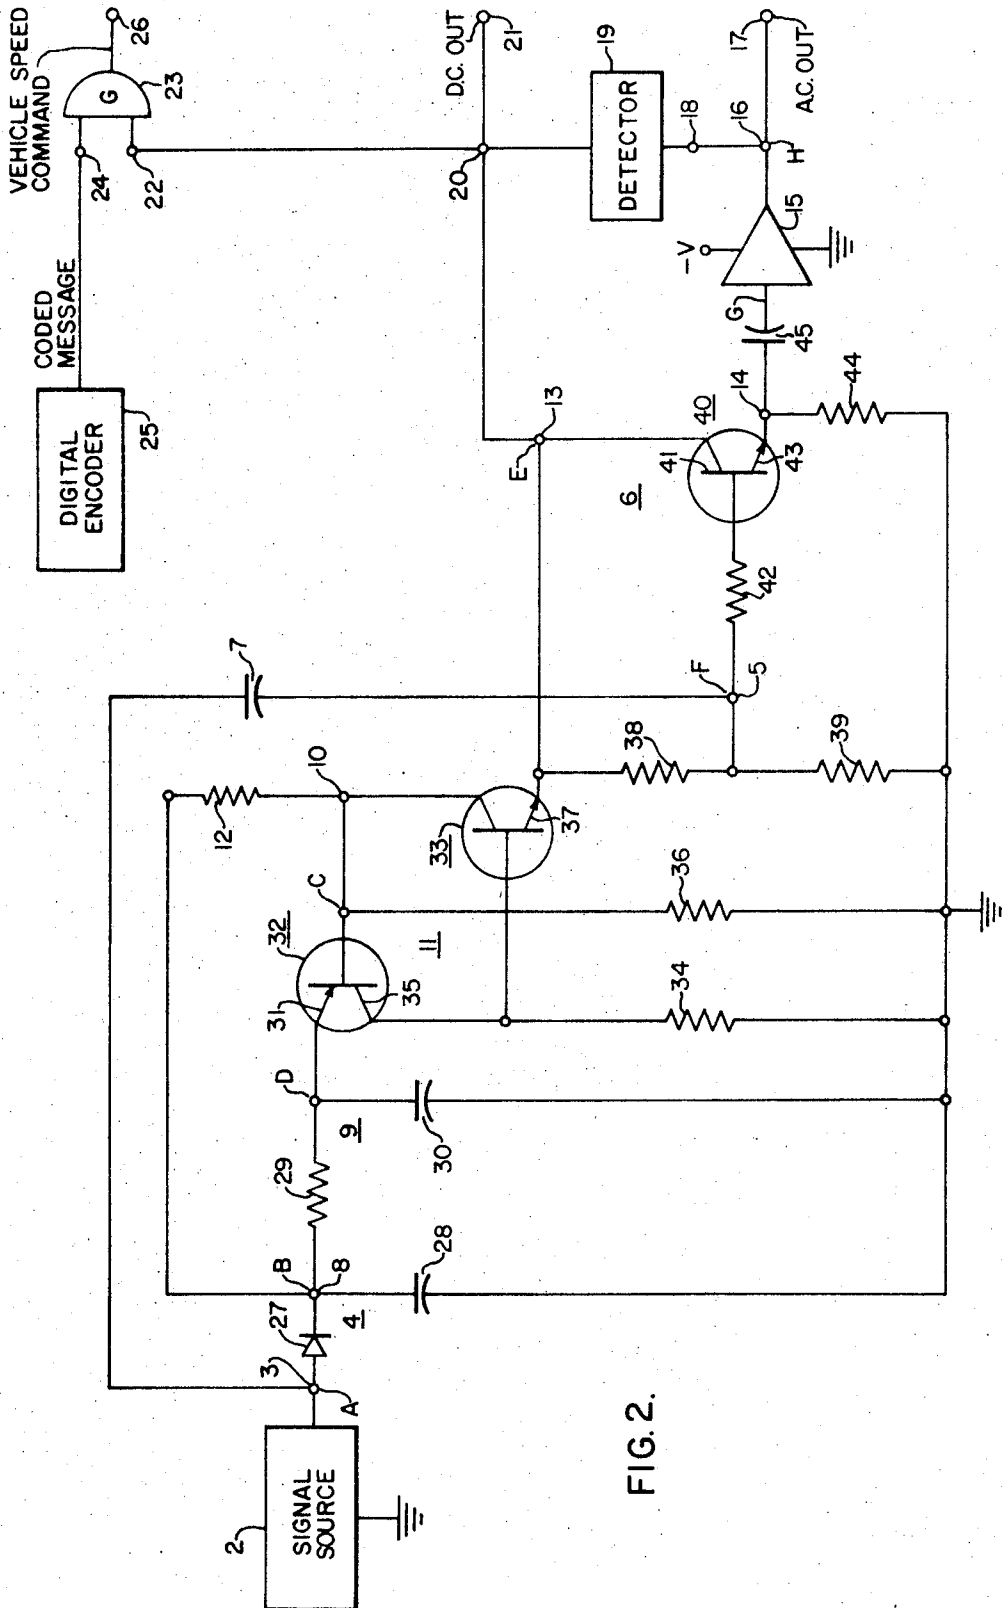 VEHICLE SPEED
COMMAND
26
G
23
24
22
CODED
MESSAGE
DIGITAL
ENCODER
25
D.C. OUT
21
20
19
DETECTOR
18
16
H
17
A.C. OUT
15
-V
G
45
14
44
43
40
41
6
E
13
42
F
5
7
38
39
10
12
33
37
C
36
32
11
31
35
34
D
9
30
29
B
8
28
27
4
3
A
2
SIGNAL
SOURCE
FIG. 2.